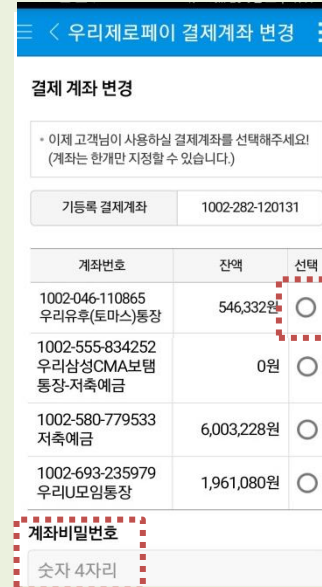 우리제로페이 결제계좌 변경
결제 계좌 변경
• 이제 고객님이 사용하실 결제계좌를 선택해주세요!
(계좌는 한개만 지정할 수 있습니다.)
기등록 결제계좌 1002-282-120131
계좌번호 잔액 선택
1002-046-110865
우리유후(토마스)통장 546,332원
1002-555-834252
우리삼성CMA보탬
통장-저축예금 0원
1002-580-779533
저축예금 6,003,228원
1002-693-235979
우리U모임통장 1,961,080원
계좌비밀번호
숫자 4자리